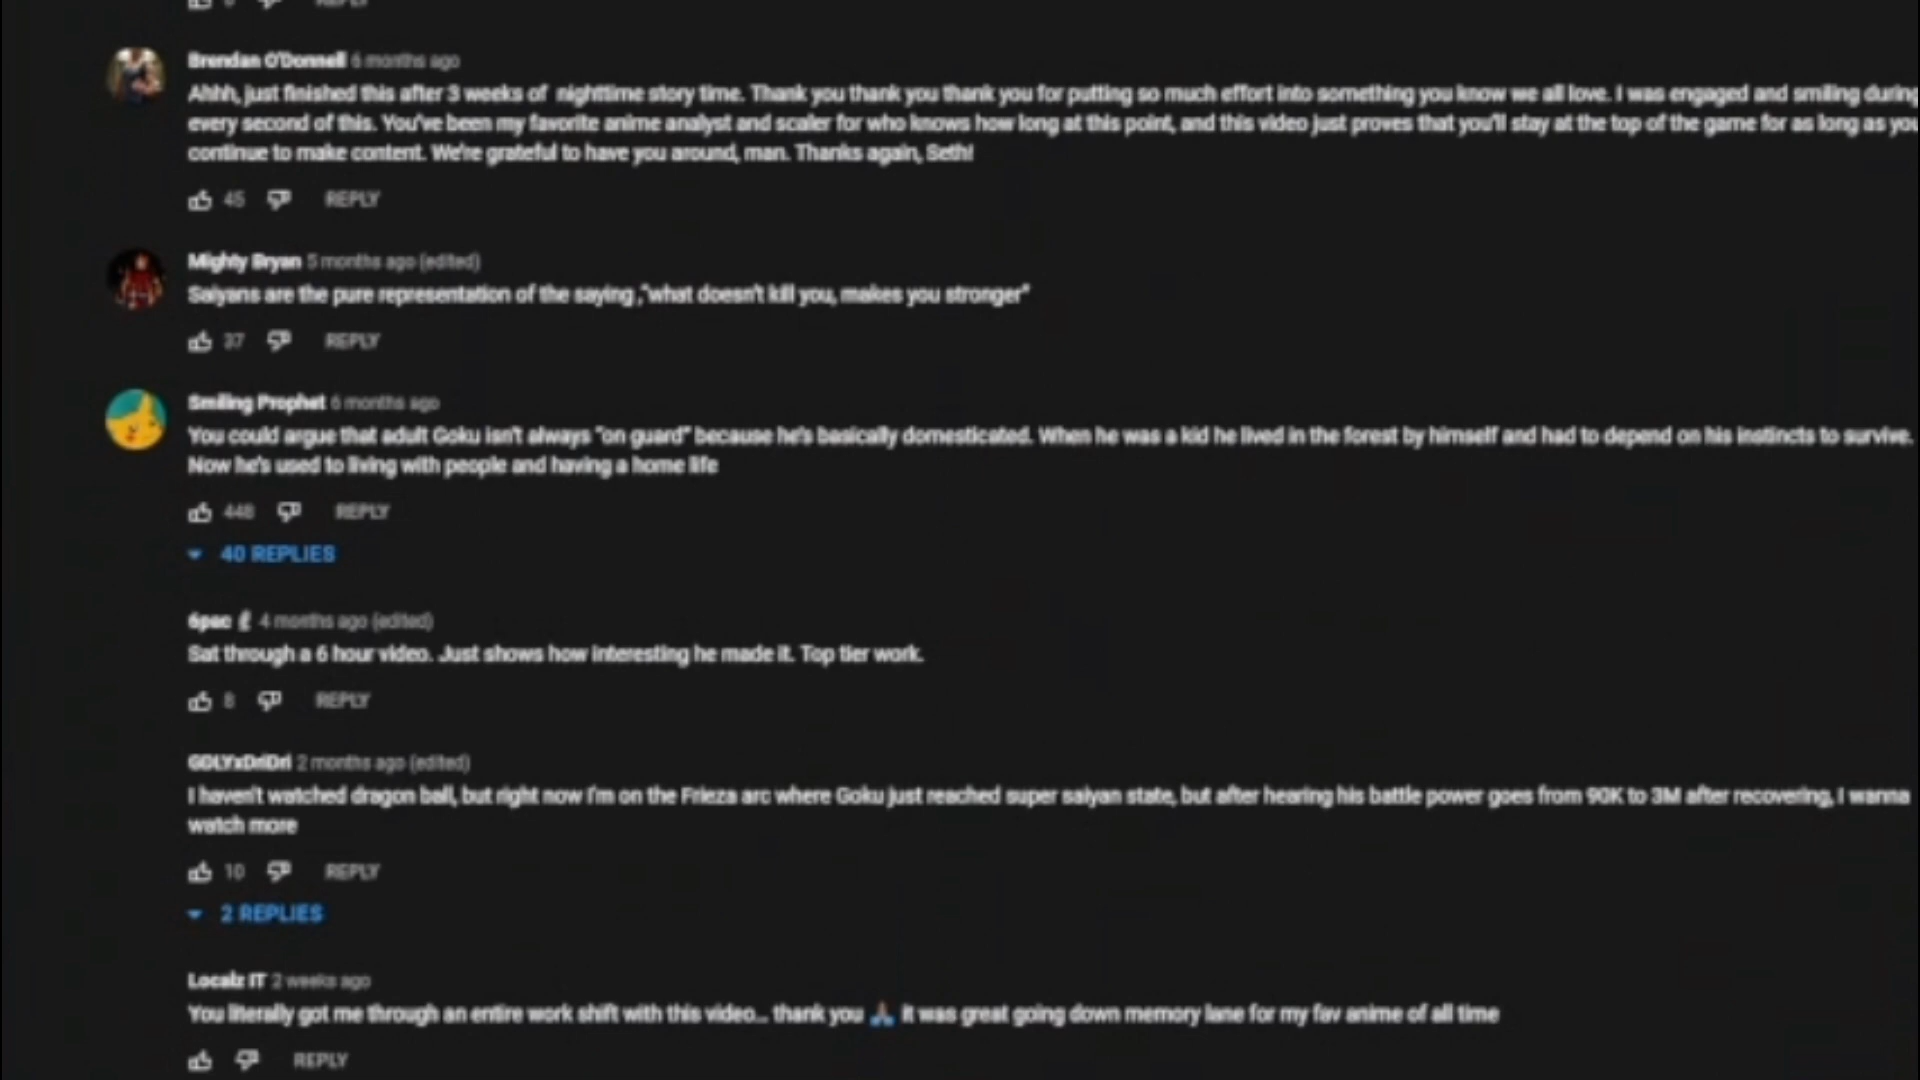 REPLY
Brendan O'Donnell 6 months ago
Ahhh, just finished this after 3 weeks of nighttime story time. Thank you thank you thank you for putting so much effort into something you know we all love. I was engaged and smiling during
every second of this. You've been my favorite anime analyst and scaler for who knows how long at this point, and this video just proves that you'll stay at the top of the game for as long as you
continue to make content. We're grateful to have you around, man. Thanks again, Seth!
45 REPLY
Mighty Bryan 5 months ago (edited)
Saiyans are the pure representation of the saying ,"what doesn't kill you, makes you stronger"
37 REPLY
Smiling Prophet 6 months ago
You could argue that adult Goku isn't always "on guard" because he's basically domesticated. When he was a kid he lived in the forest by himself and had to depend on his instincts to survive.
Now he's used to living with people and having a home life
448 REPLY
40 REPLIES
6pac 4 months ago (edited)
Sat through a 6 hour video. Just shows how interesting he made it. Top tier work.
8 REPLY
GDLYxDriDri 2 months ago (edited)
I haven't watched dragon ball, but right now I'm on the Frieza arc where Goku just reached super saiyan state, but after hearing his battle power goes from 90K to 3M after recovering, I wanna
watch more
10 REPLY
2 REPLIES
Localz IT 2 weeks ago
You literally got me through an entire work shift with this video... thank you 🙏🏾 it was great going down memory lane for my fav anime of all time
REPLY